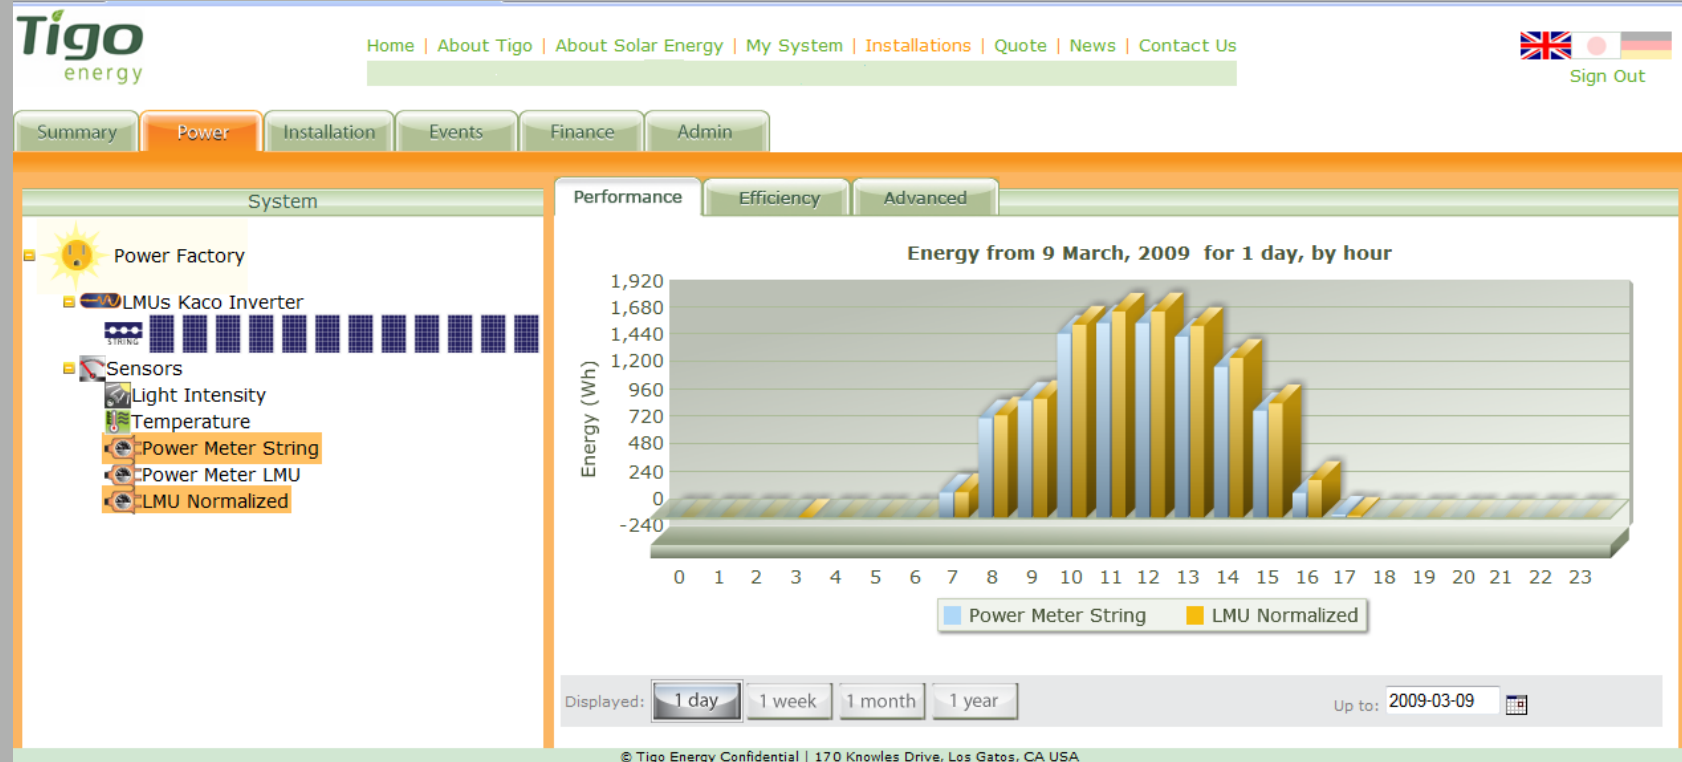 Tigo
energy
Home | About Tigo | About Solar Energy | My System | Installations | Quote | News | Contact Us
Sign Out
Summary Power Installation Events Finance Admin
System
Performance Efficiency Advanced
Power Factory
LMUs Kaco Inverter
STRING
Sensors
Light Intensity
Temperature
Power Meter String
Power Meter LMU
LMU Normalized
Energy from 9 March, 2009 for 1 day, by hour
Energy (Wh)
1,920
1,680
1,440
1,200
960
720
480
240
0
-240
0 1 2 3 4 5 6 7 8 9 10 11 12 13 14 15 16 17 18 19 20 21 22 23
Power Meter String LMU Normalized
Displayed: 1 day 1 week 1 month 1 year Up to: 2009-03-09
© Tigo Energy Confidential | 170 Knowles Drive, Los Gatos, CA USA